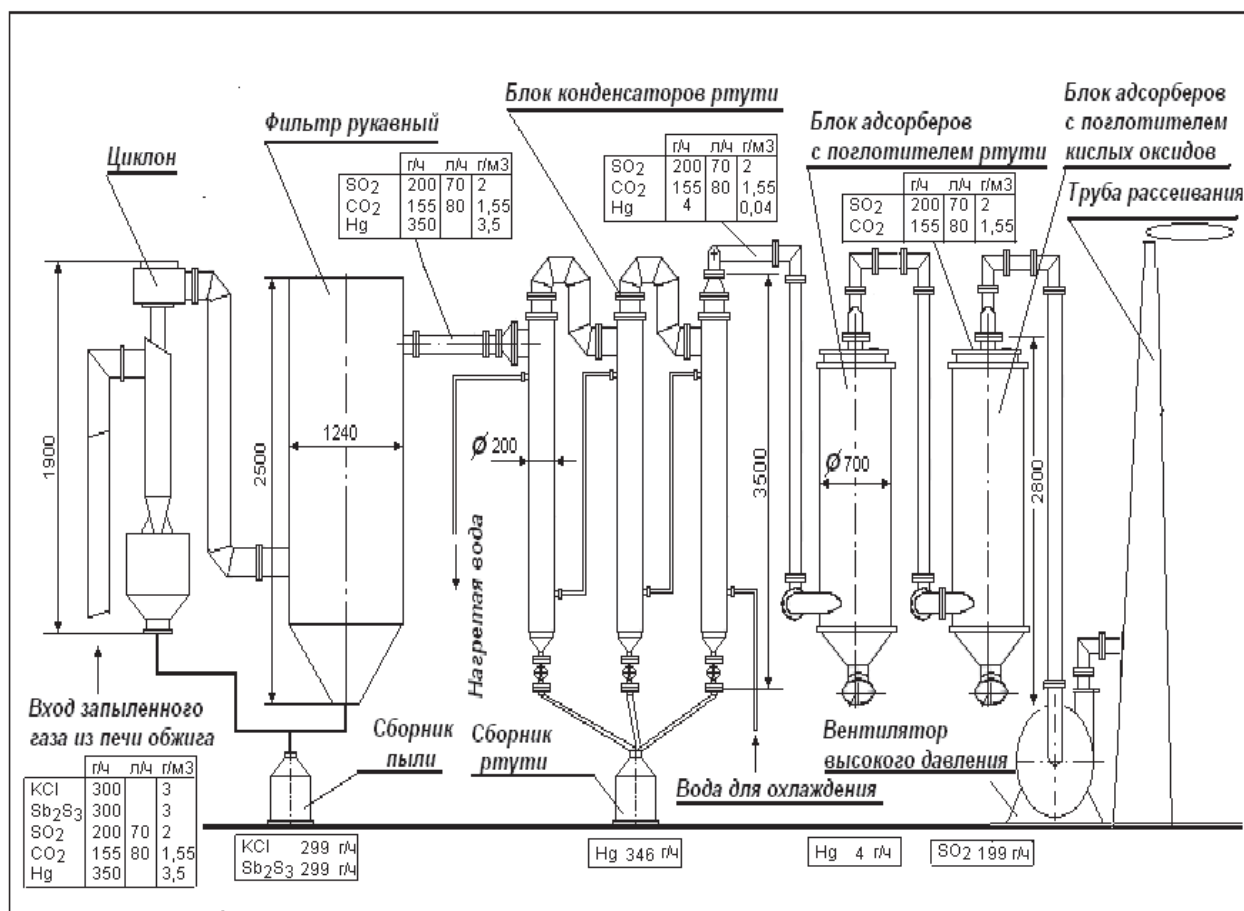 Блок конденсаторов ртути
Блок адсорберов
с поглотителем
кислых оксидов
Фильтр рукавный
Блок адсорберов
с поглотителем ртути
Циклон
г/ч л/ч г/м3
SO2 200 70 2
CO2 155 80 1,55
Hg 350 3,5
г/ч л/ч г/м3
SO2 200 70 2
CO2 155 80 1,55
Hg 4 0,04
г/ч л/ч г/м3
SO2 200 70 2
CO2 155 80 1,55
Труба рассеивания
1900
2500
1240
Ø 200
3500
Ø 700
2800
Нагретая вода
Вход запыленного
газа из печи обжига
Сборник
пыли
Сборник
ртути
Вода для охлаждения
Вентилятор
высокого давления
г/ч л/ч г/м3
KCl 300 3
Sb2S3 300 3
SO2 200 70 2
CO2 155 80 1,55
Hg 350 3,5
KCl 299 г/ч
Sb2S3 299 г/ч
Hg 346 г/ч
Hg 4 г/ч
SO2 199 г/ч